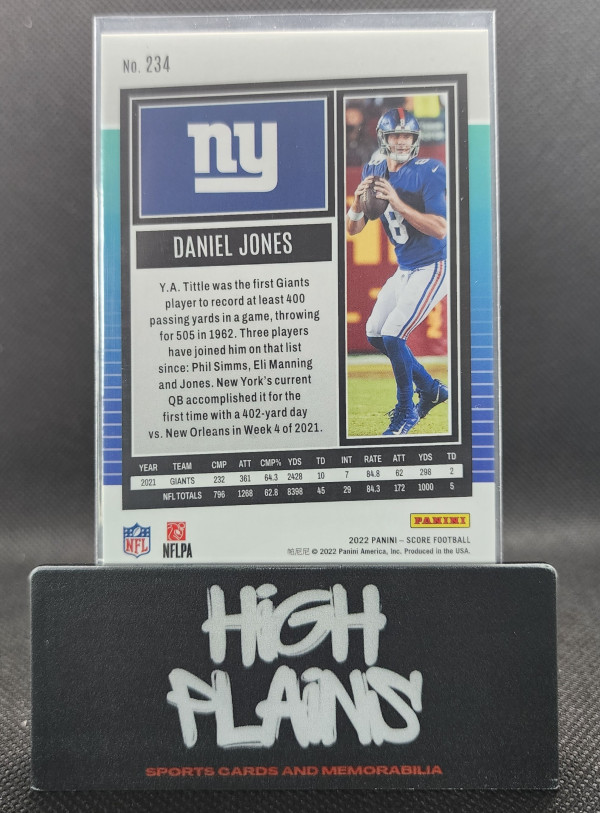 No. 234
ny
8
DANIEL JONES
Y.A. Tittle was the first Giants
player to record at least 400
passing yards in a game, throwing
for 505 in 1962. Three players
have joined him on that list
since: Phil Simms, Eli Manning
and Jones. New York's current
QB accomplished it for the
first time with a 402-yard day
vs. New Orleans in Week 4 of 2021.
YEAR TEAM CMP ATT CMP% YDS TD INT RATE ATT YDS TD
2021 GIANTS 232 361 64.3 2428 10 7 84.8 62 298 2
NFL TOTALS 796 1268 62.8 8398 45 29 84.3 172 1000 5
NFL
NFLPA
PANINI
2022 PANINI – SCORE FOOTBALL
帕尼尼 © 2022 Panini America, Inc. Produced in the USA.
HiGH
PLAiNS
SPORTS CARDS AND MEMORABILIA